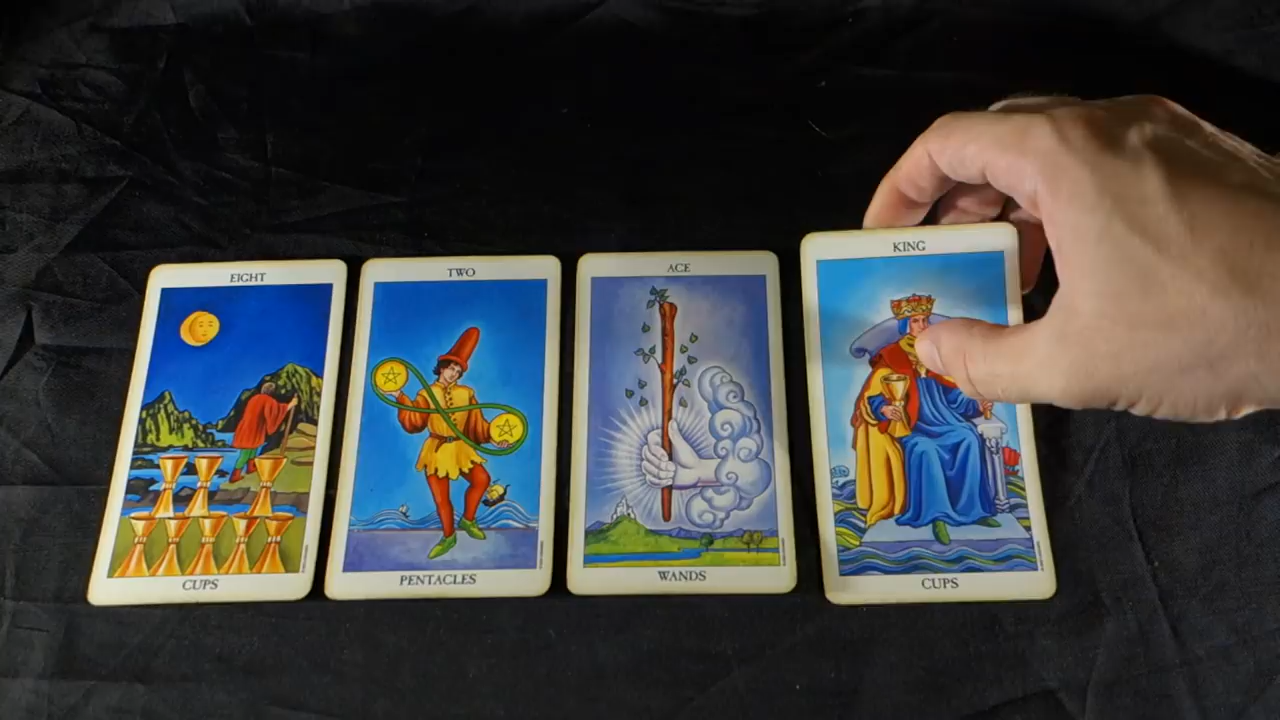 EIGHT
CUPS
TWO
PENTACLES
ACE
WANDS
KING
CUPS